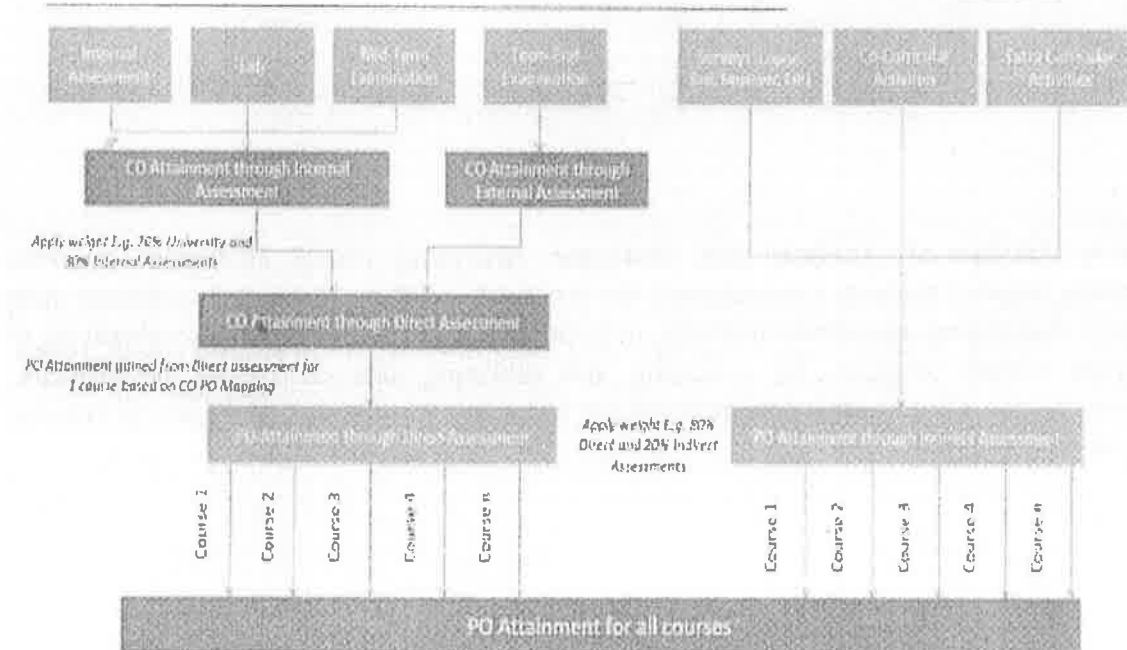 Internal
Assessment
Lab
Mid-Term
Examination
Term-End
Examination
Co-Curricular
Activities
Extra Curricular
Activities
CO Attainment through Internal
Assessment
CO Attainment through
External Assessment
Apply weight E.g. 70% University and
30% Internal Assessments
CO Attainment through Direct Assessment
PO Attainment gained from Direct assessment for
1 course based on CO PO Mapping
PO Attainment through Direct Assessment
Apply weight E.g. 80%
Direct and 20% Indirect
Assessments
PO Attainment through Indirect Assessment
Course 1
Course 2
Course 3
Course 4
Course n
Course 1
Course 2
Course 3
Course 4
Course n
PO Attainment for all courses